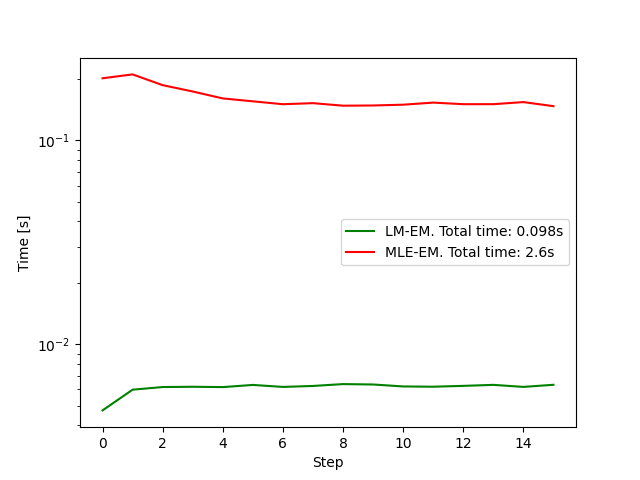 Time [s]
10⁻¹
10⁻²
LM-EM. Total time: 0.098s
MLE-EM. Total time: 2.6s
0 2 4 6 8 10 12 14
Step